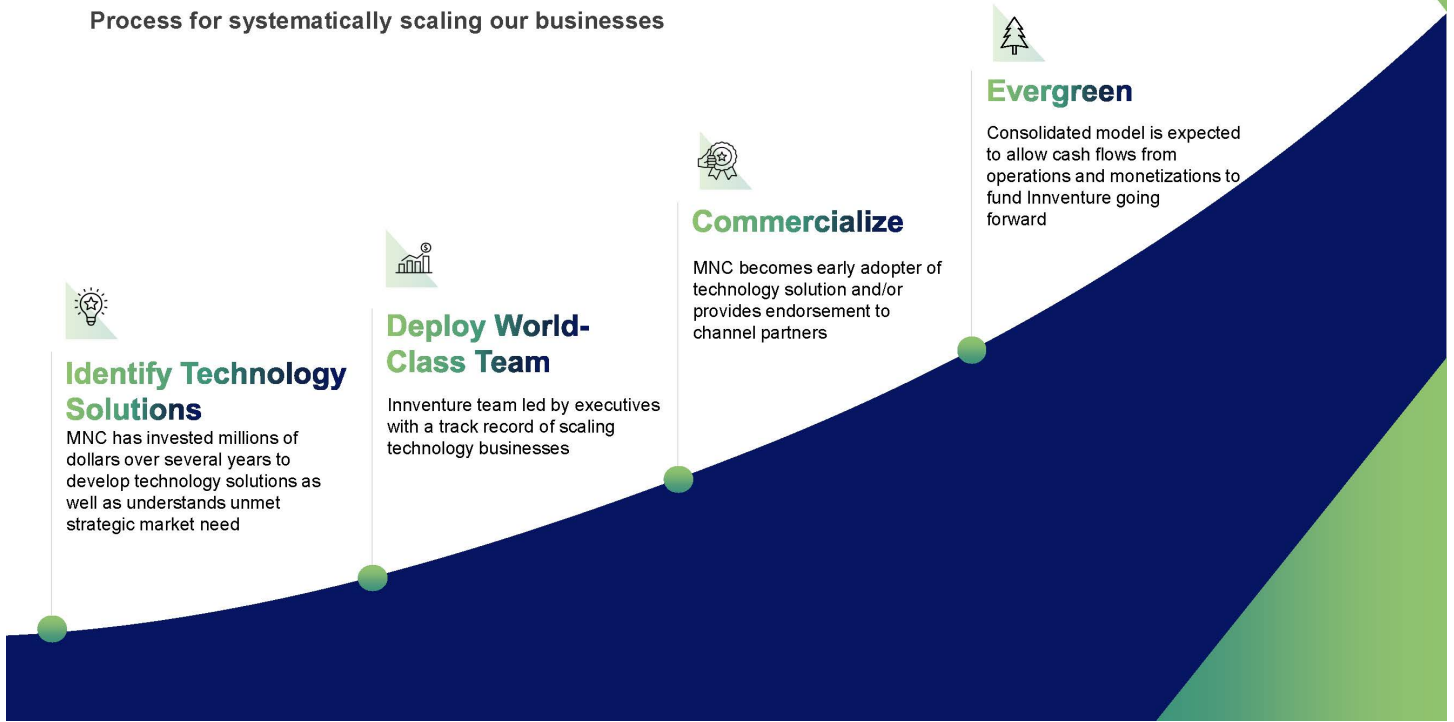 Process for systematically scaling our businesses
Identify Technology
Solutions
MNC has invested millions of
dollars over several years to
develop technology solutions as
well as understands unmet
strategic market need
$
Deploy World-
Class Team
Innventure team led by executives
with a track record of scaling
technology businesses
Commercialize
MNC becomes early adopter of
technology solution and/or
provides endorsement to
channel partners
Evergreen
Consolidated model is expected
to allow cash flows from
operations and monetizations to
fund Innventure going
forward